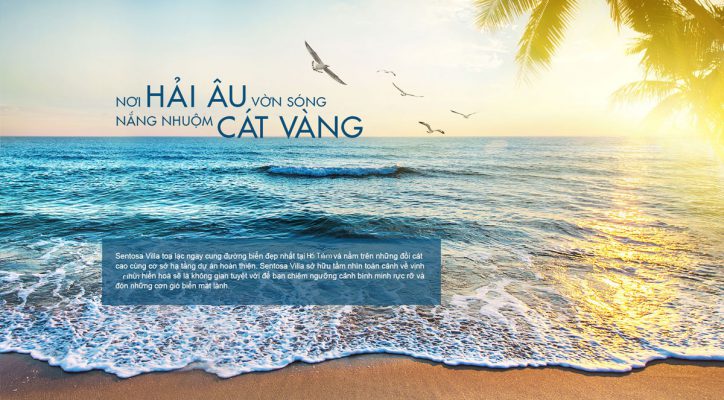 NƠI HẢI ÂU VỜN SÓNG
NẮNG NHUỘM CÁT VÀNG
Sentosa Villa toạ lạc ngay cung đường biển đẹp nhất tại Hồ Tràm và nằm trên những đồi cát
cao cùng cơ sở hạ tầng dự án hoàn thiện. Sentosa Villa sở hữu tầm nhìn toàn cảnh về vịnh
hiền hoà sẽ là không gian tuyệt vời để bạn chiêm ngưỡng cảnh bình minh rực rỡ và
đón những cơn gió biển mát lành.